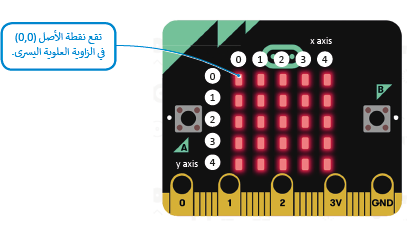 تقع نقطة الأصل (0,0)
في الزاوية العلوية اليسرى.
x axis
0 1 2 3 4
0
1
2
3
4
y axis
A
B
0 1 2 3V GND